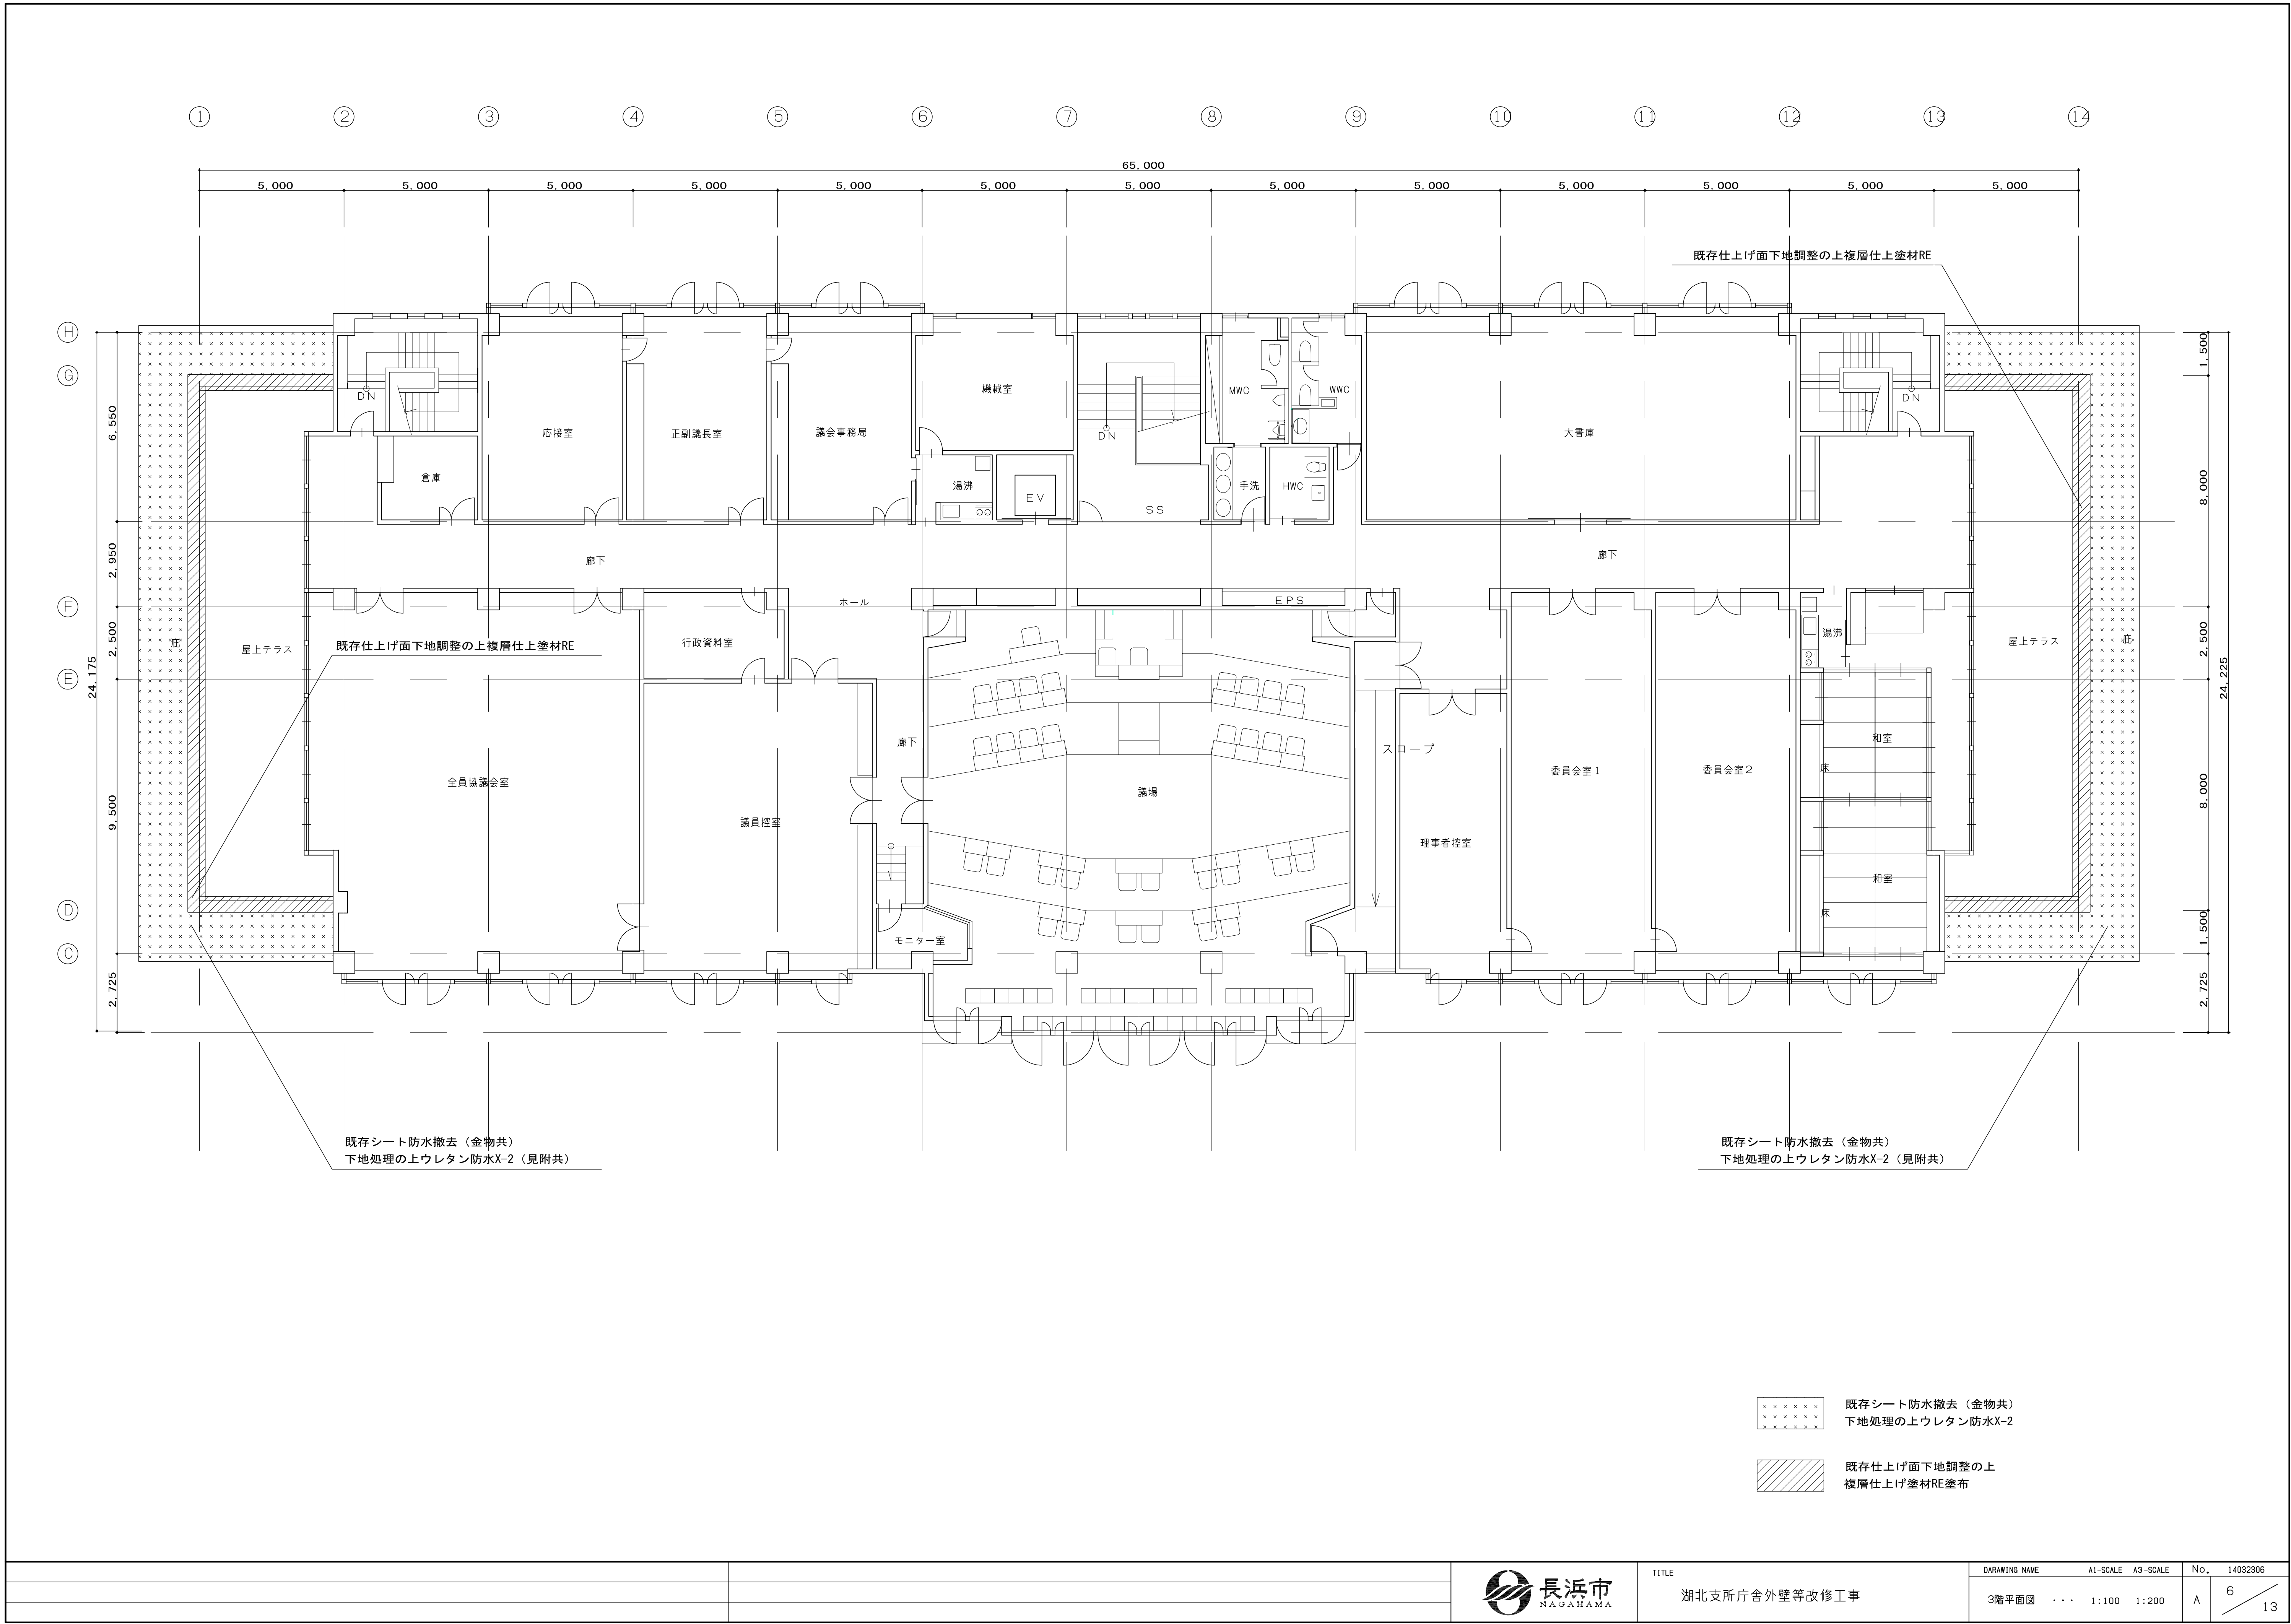 1 2 3 4 5 6 7 8 9 10 11 12 13 14
65,000
5,000 5,000 5,000 5,000 5,000 5,000 5,000 5,000 5,000 5,000 5,000 5,000 5,000
既存仕上げ面下地調整の上複層仕上塗材RE
H
G
F
E
D
C
6,550
2,950
2,500
9,500
2,725
24,175
1,500
8,000
2,500
8,000
1,500
2,725
24,225
DN
倉庫
応接室
正副議長室
議会事務局
機械室
湯沸
EV
DN
SS
MWC
WWC
手洗
HWC
大書庫
DN
廊下
廊下
ホール
EPS
庇
屋上テラス
既存仕上げ面下地調整の上複層仕上塗材RE
行政資料室
全員協議会室
議員控室
廊下
モニター室
議場
スロープ
理事者控室
委員会室1
委員会室2
湯沸
和室
床
和室
床
屋上テラス
庇
既存シート防水撤去（金物共）
下地処理の上ウレタン防水X-2（見附共）
既存シート防水撤去（金物共）
下地処理の上ウレタン防水X-2（見附共）
既存シート防水撤去（金物共）
下地処理の上ウレタン防水X-2
既存仕上げ面下地調整の上
複層仕上げ塗材RE塗布
長浜市
NAGAHAMA
TITLE
湖北支所庁舎外壁等改修工事
DARAWING NAME A1-SCALE A3-SCALE
3階平面図 ・・・ 1:100 1:200
No. 14032306
A 6/13